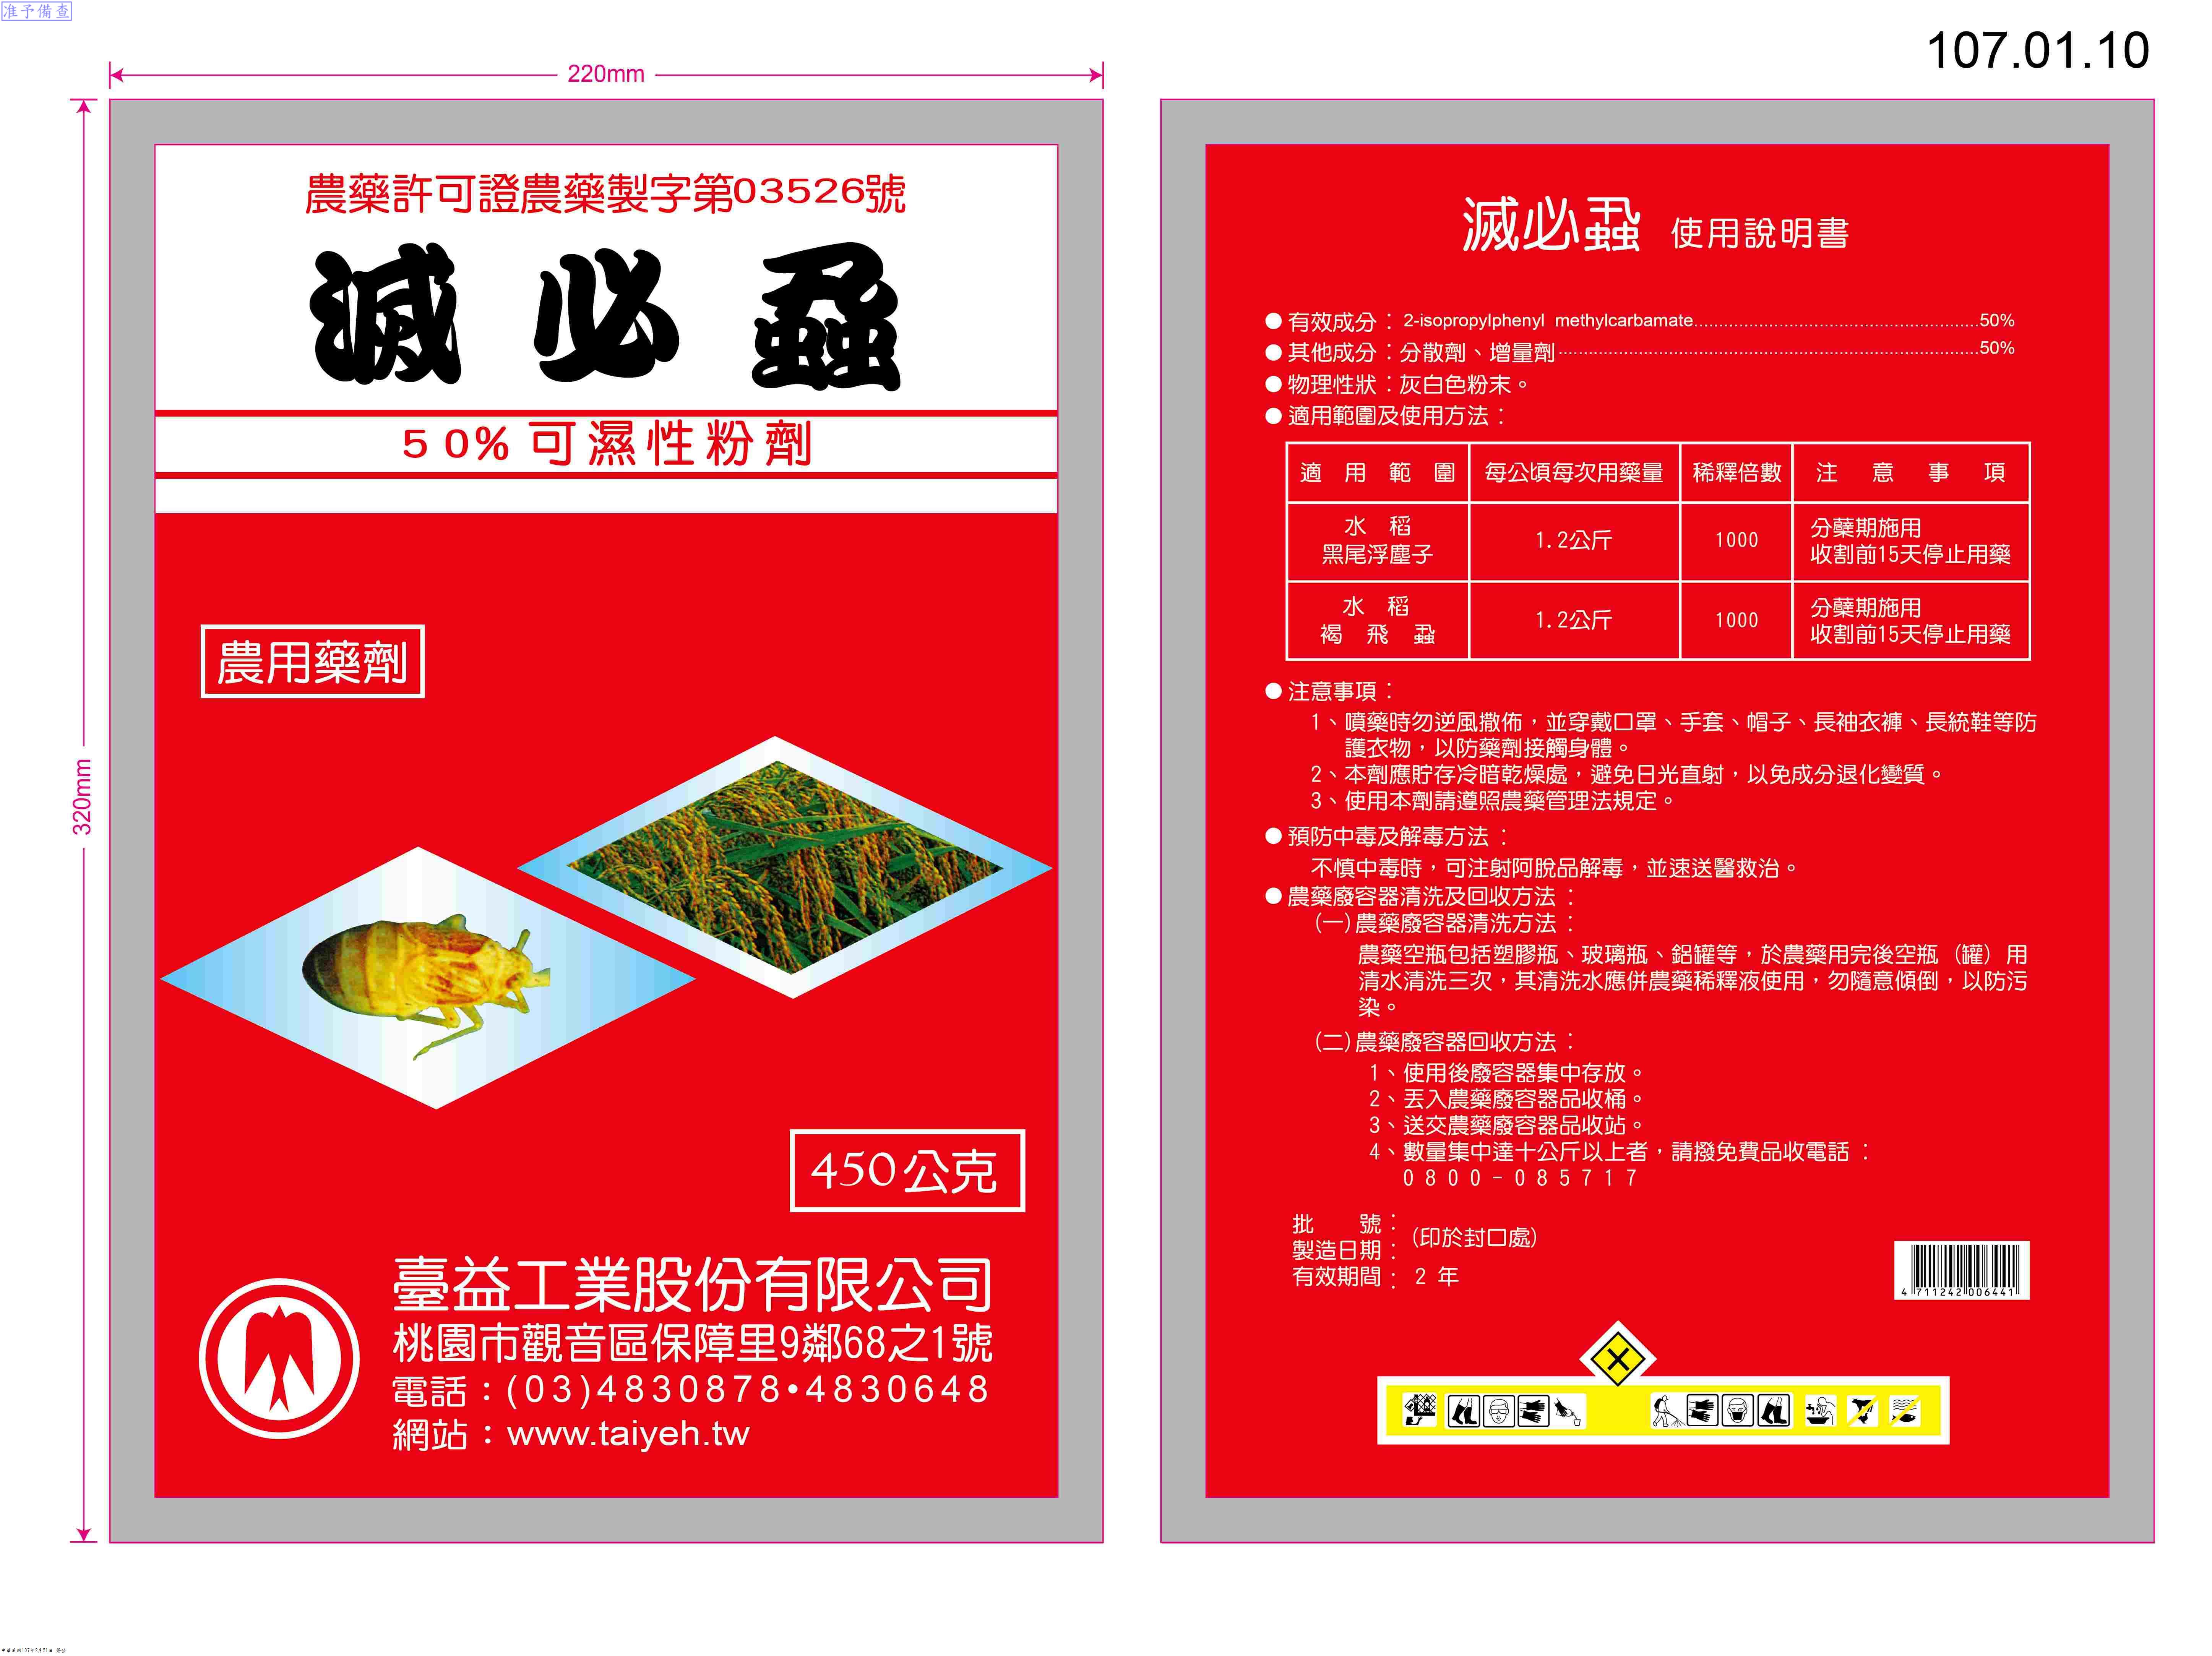 准予備查
107.01.10
220mm
320mm
農藥許可證農藥製字第03526號
滅必蝨
50%可濕性粉劑
農用藥劑
450公克
臺益工業股份有限公司
桃園市觀音區保障里9鄰68之1號
電話：(03)4830878•4830648
網站：www.taiyeh.tw
滅必蝨 使用說明書
●有效成分：2-isopropylphenyl methylcarbamate..........50%
●其他成分：分散劑、增量劑..........50%
●物理性狀：灰白色粉末。
●適用範圍及使用方法：
適用範圍 每公頃每次用藥量 稀釋倍數 注意事項
水稻
黑尾浮塵子 1.2公斤 1000 分蘗期施用
收割前15天停止用藥
水稻
褐飛蝨 1.2公斤 1000 分蘗期施用
收割前15天停止用藥
●注意事項：
1、噴藥時勿逆風撒佈，並穿戴口罩、手套、帽子、長袖衣褲、長統鞋等防
護衣物，以防藥劑接觸身體。
2、本劑應貯存冷暗乾燥處，避免日光直射，以免成分退化變質。
3、使用本劑請遵照農藥管理法規定。
●預防中毒及解毒方法：
不慎中毒時，可注射阿脫品解毒，並速送醫救治。
●農藥廢容器清洗及回收方法：
(一)農藥廢容器清洗方法：
農藥空瓶包括塑膠瓶、玻璃瓶、鋁罐等，於農藥用完後空瓶（罐）用
清水清洗三次，其清洗水應併農藥稀釋液使用，勿隨意傾倒，以防污
染。
(二)農藥廢容器回收方法：
1、使用後廢容器集中存放。
2、丟入農藥廢容器品收桶。
3、送交農藥廢容器品收站。
4、數量集中達十公斤以上者，請撥免費品收電話：
0800-085717
批號：
製造日期：(印於封口處)
有效期間：2 年
4 711242 006441
中華民國107年2月21日